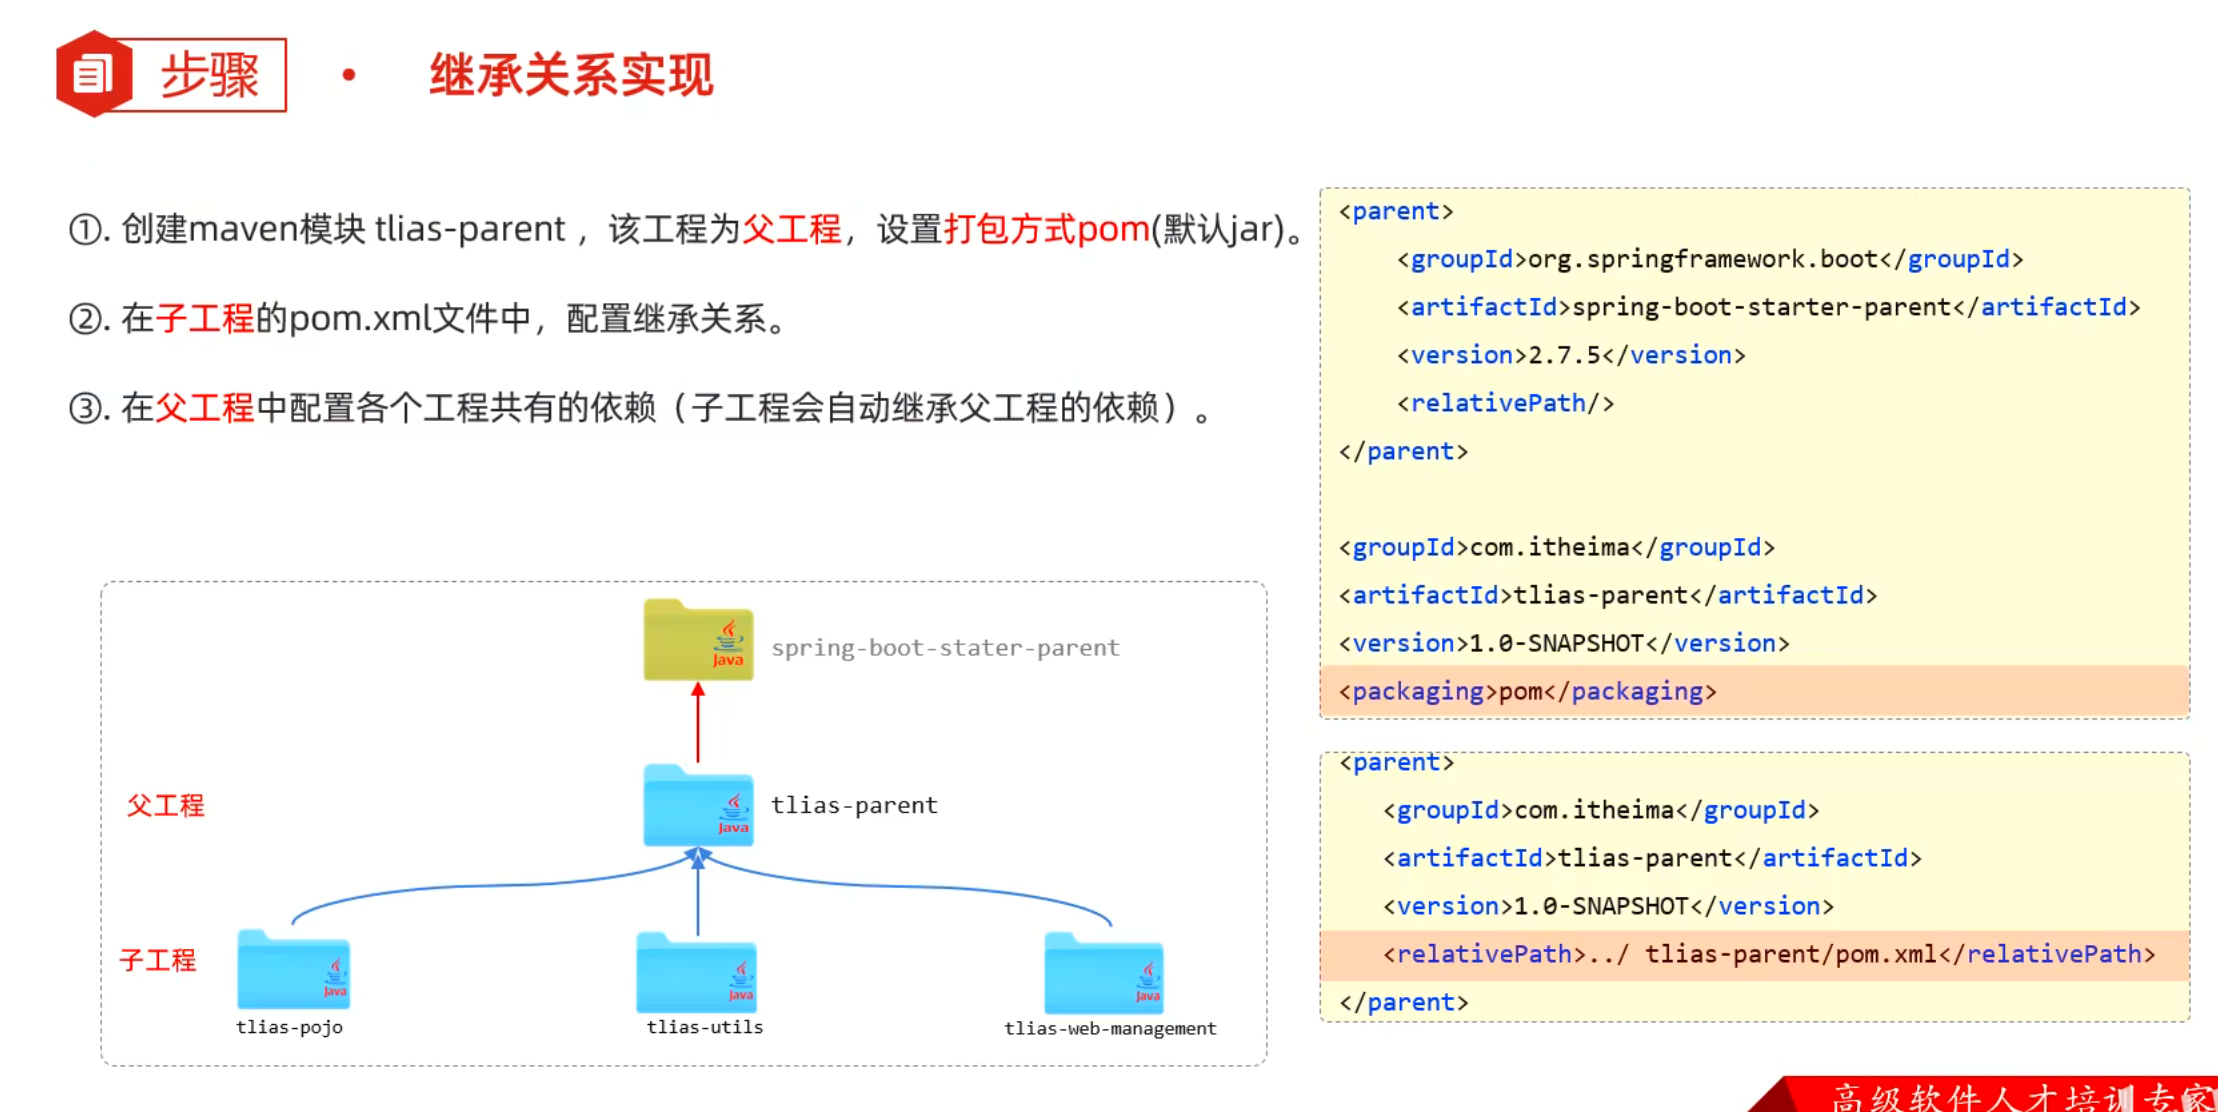 步骤 • 继承关系实现
①. 创建maven模块 tlias-parent ，该工程为父工程，设置打包方式pom(默认jar)。
②. 在子工程的pom.xml文件中，配置继承关系。
③. 在父工程中配置各个工程共有的依赖（子工程会自动继承父工程的依赖）。
<parent>
<groupId>org.springframework.boot</groupId>
<artifactId>spring-boot-starter-parent</artifactId>
<version>2.7.5</version>
<relativePath/>
</parent>
<groupId>com.itheima</groupId>
<artifactId>tlias-parent</artifactId>
<version>1.0-SNAPSHOT</version>
<packaging>pom</packaging>
<parent>
<groupId>com.itheima</groupId>
<artifactId>tlias-parent</artifactId>
<version>1.0-SNAPSHOT</version>
<relativePath>../ tlias-parent/pom.xml</relativePath>
</parent>
Java
spring-boot-stater-parent
父工程
Java
tlias-parent
子工程
Java
Java
Java
tlias-pojo
tlias-utils
tlias-web-management
高级软件人才培训专家